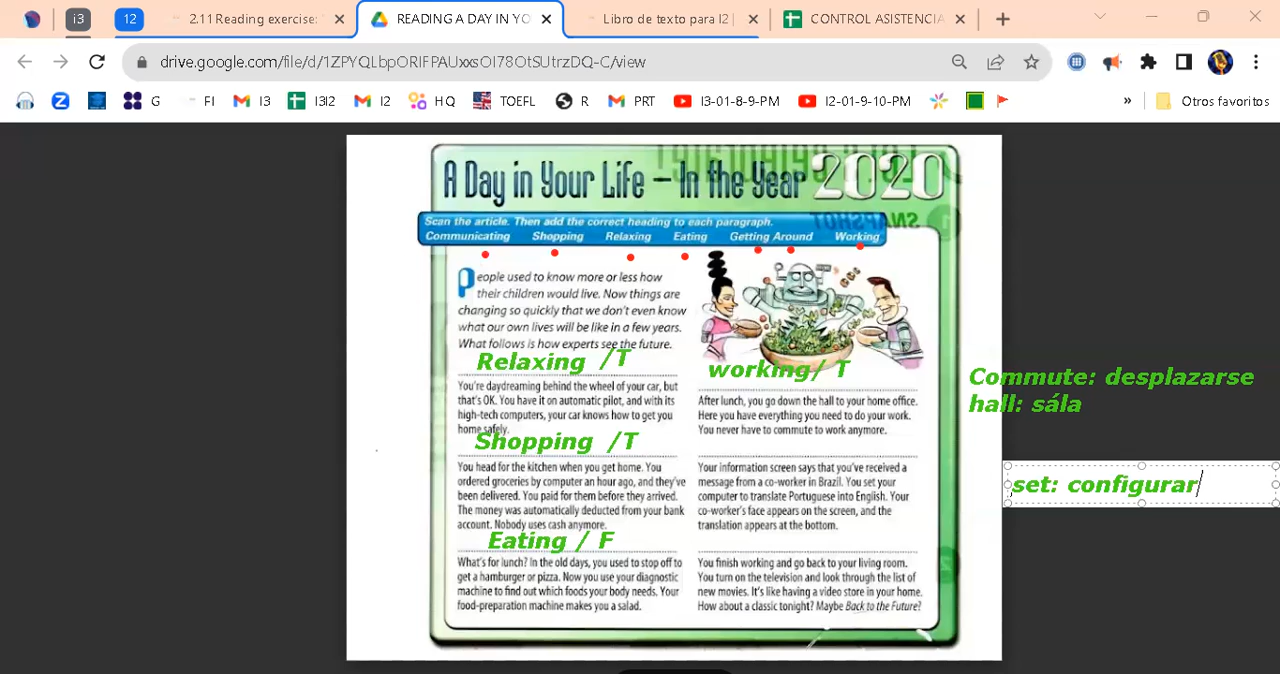 i3
12
2.11 Reading exercise:
READING A DAY IN YO
Libro de texto para I2 |
CONTROL ASISTENCIA
drive.google.com/file/d/1ZPYQLbpORIFPAUxxsOI78OtSUtrzDQ-C/view
G FI I3 I3I2 I2 HQ TOEFL R PRT I3-01-8-9-PM I2-01-9-10-PM » Otros favoritos
A Day in Your Life – In the Year 2020
SNAPSHOT
Scan the article. Then add the correct heading to each paragraph.
Communicating Shopping Relaxing Eating Getting Around Working
People used to know more or less how
their children would live. Now things are
changing so quickly that we don't even know
what our own lives will be like in a few years.
What follows is how experts see the future.
Relaxing /T
You're daydreaming behind the wheel of your car, but
that's OK. You have it on automatic pilot, and with its
high-tech computers, your car knows how to get you
home safely.
Shopping /T
You head for the kitchen when you get home. You
ordered groceries by computer an hour ago, and they've
been delivered. You paid for them before they arrived.
The money was automatically deducted from your bank
account. Nobody uses cash anymore.
Eating / F
What's for lunch? In the old days, you used to stop off to
get a hamburger or pizza. Now you use your diagnostic
machine to find out which foods your body needs. Your
food-preparation machine makes you a salad.
working/ T
After lunch, you go down the hall to your home office.
Here you have everything you need to do your work.
You never have to commute to work anymore.
Your information screen says that you've received a
message from a co-worker in Brazil. You set your
computer to translate Portuguese into English. Your
co-worker's face appears on the screen, and the
translation appears at the bottom.
You finish working and go back to your living room.
You turn on the television and look through the list of
new movies. It's like having a video store in your home.
How about a classic tonight? Maybe Back to the Future?
Commute: desplazarse
hall: sála
set: configurar